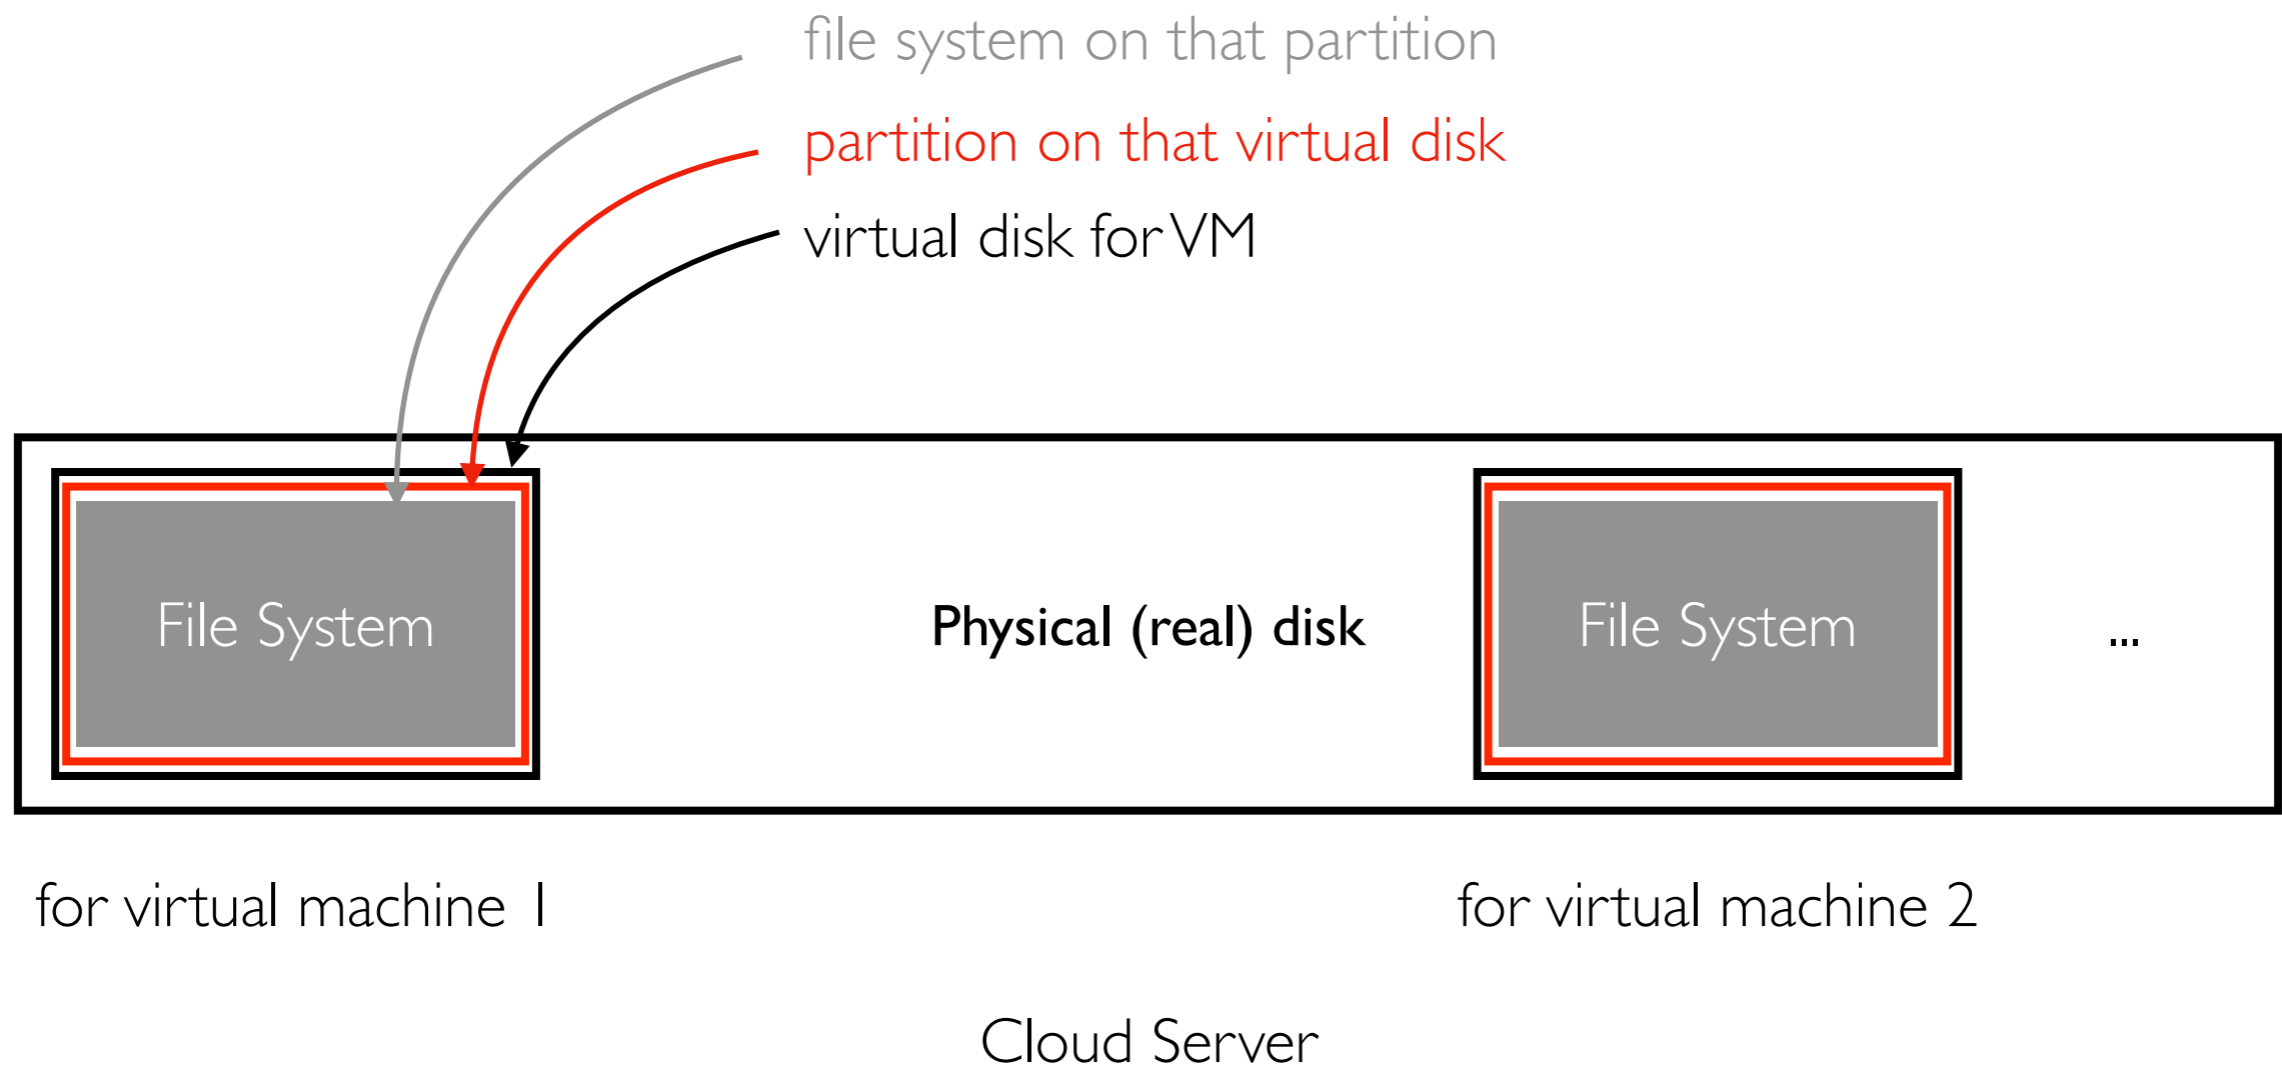 file system on that partition
partition on that virtual disk
virtual disk for VM
File System
Physical (real) disk
File System
...
for virtual machine 1
for virtual machine 2
Cloud Server